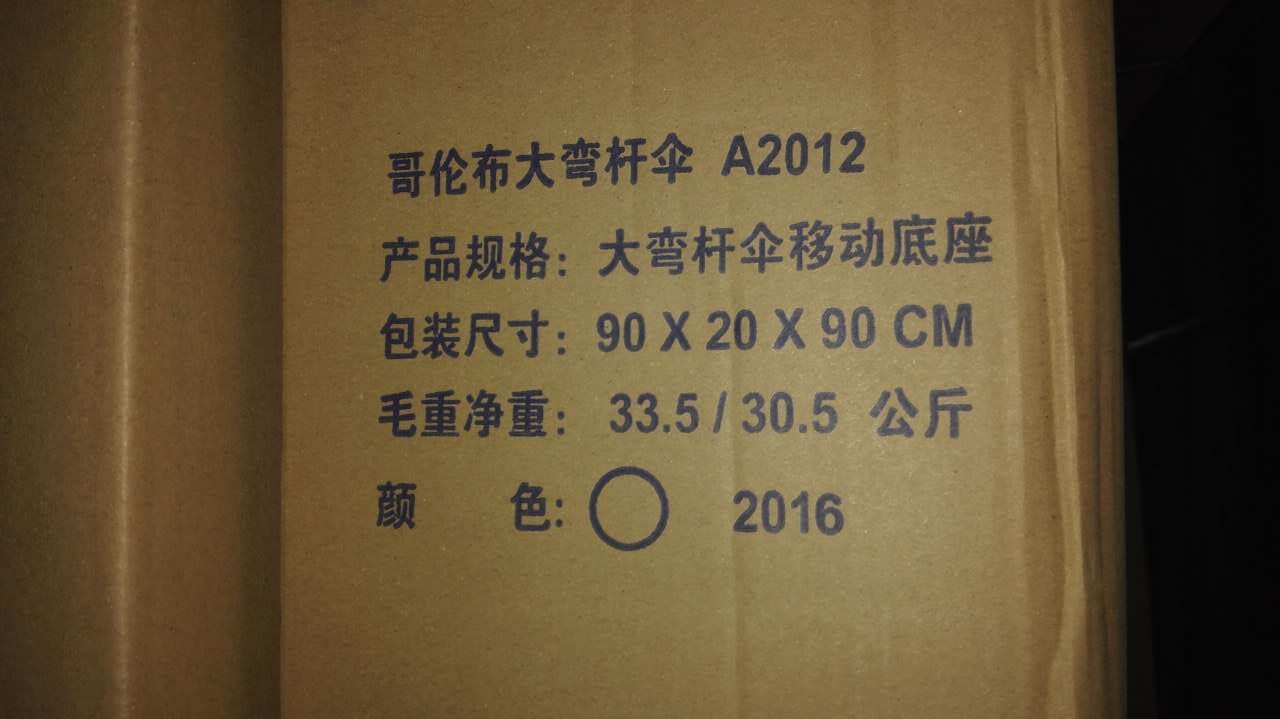 哥伦布大弯杆伞 A2012
产品规格：大弯杆伞移动底座
包装尺寸：90 X 20 X 90 CM
毛重净重：33.5 / 30.5 公斤
颜 色：○ 2016